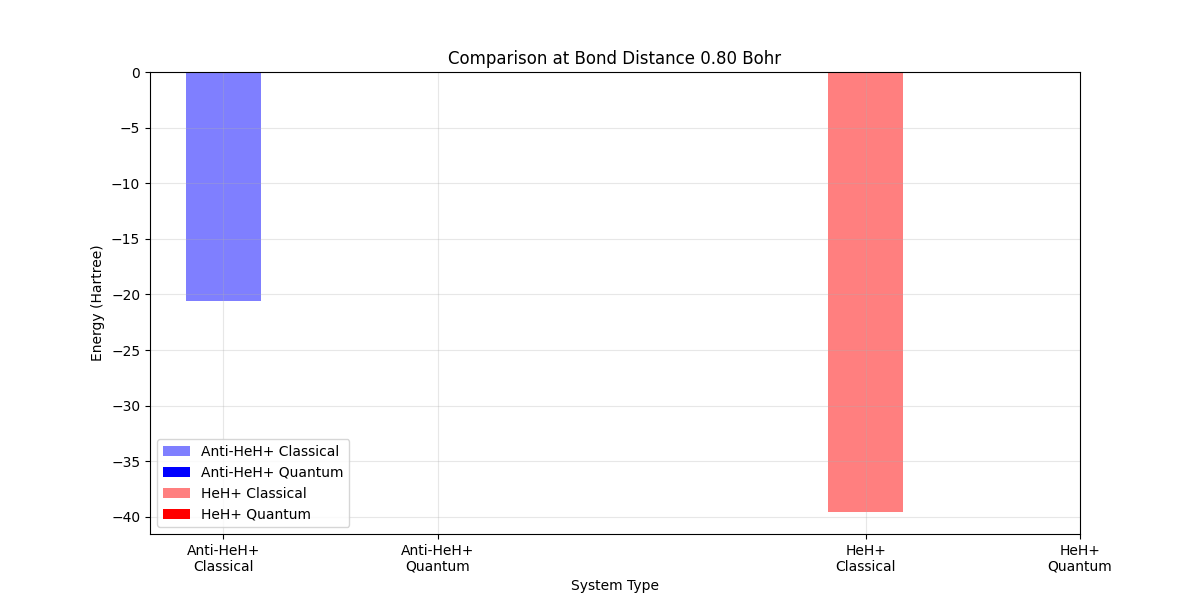 Comparison at Bond Distance 0.80 Bohr
Energy (Hartree)
0
−5
−10
−15
−20
−25
−30
−35
−40
Anti-HeH+ Classical
Anti-HeH+ Quantum
HeH+ Classical
HeH+ Quantum
Anti-HeH+
Classical
Anti-HeH+
Quantum
HeH+
Classical
HeH+
Quantum
System Type